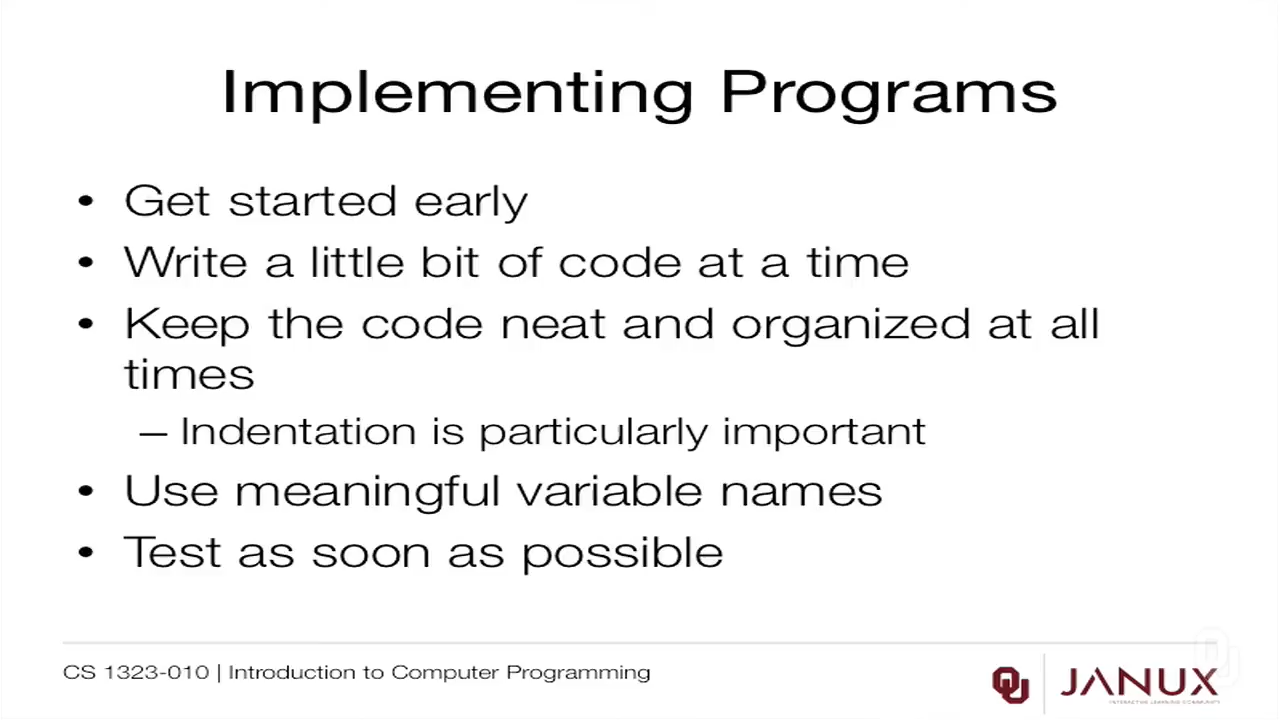 Implementing Programs
• Get started early
• Write a little bit of code at a time
• Keep the code neat and organized at all
times
– Indentation is particularly important
• Use meaningful variable names
• Test as soon as possible
CS 1323-010 | Introduction to Computer Programming
OU JANUX
INTERACTIVE LEARNING COMMUNITY